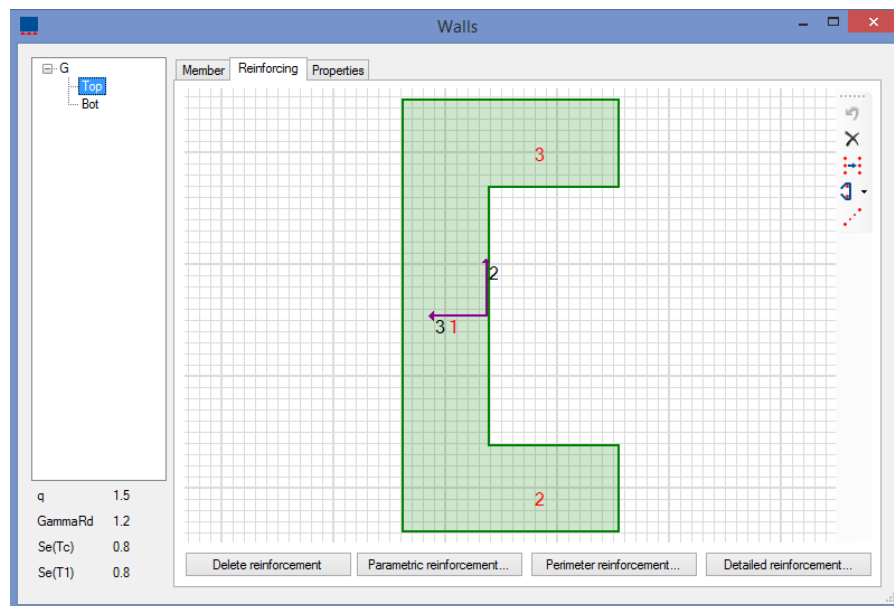 Walls
G
Top
Bot
Member Reinforcing Properties
3
2
3 1
2
q 1.5
GammaRd 1.2
Se(Tc) 0.8
Se(T1) 0.8
Delete reinforcement Parametric reinforcement... Perimeter reinforcement... Detailed reinforcement...